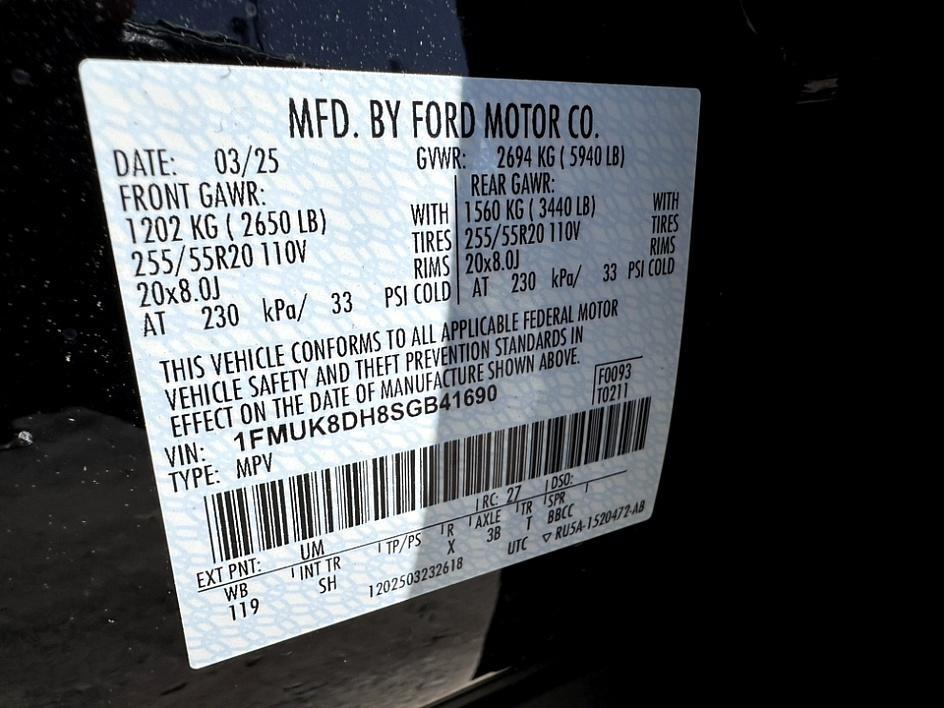 MFD. BY FORD MOTOR CO.
DATE: 03/25 GVWR: 2694 KG ( 5940 LB)
FRONT GAWR: REAR GAWR:
1202 KG ( 2650 LB) WITH 1560 KG ( 3440 LB) WITH
255/55R20 110V TIRES 255/55R20 110V TIRES
20x8.0J RIMS 20x8.0J RIMS
AT 230 kPa/ 33 PSI COLD AT 230 kPa/ 33 PSI COLD
THIS VEHICLE CONFORMS TO ALL APPLICABLE FEDERAL MOTOR
VEHICLE SAFETY AND THEFT PREVENTION STANDARDS IN
EFFECT ON THE DATE OF MANUFACTURE SHOWN ABOVE.
F0093
T0211
VIN: 1FMUK8DH8SGB41690
TYPE: MPV
EXT PNT: UM RC: 27 DSO:
WB INT TR TP/PS R AXLE TR SPR
119 SH X 3B T BBCC
1202503232618 UTC ▽ RU5A-1520472-AB